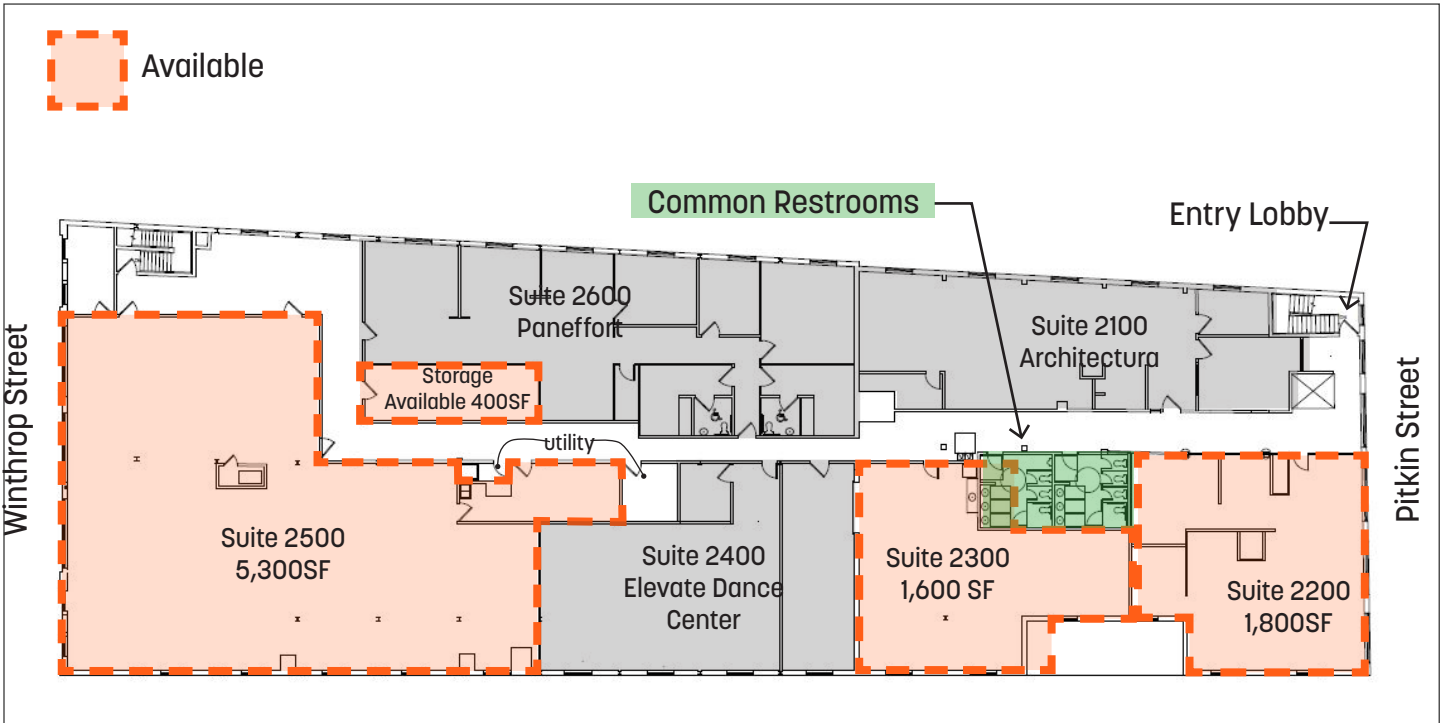 Available
Common Restrooms
Entry Lobby
Winthrop Street
Suite 2600
Paneffort
Suite 2100
Architectura
Storage
Available 400SF
utility
Pitkin Street
Suite 2500
5,300SF
Suite 2400
Elevate Dance
Center
Suite 2300
1,600 SF
Suite 2200
1,800SF